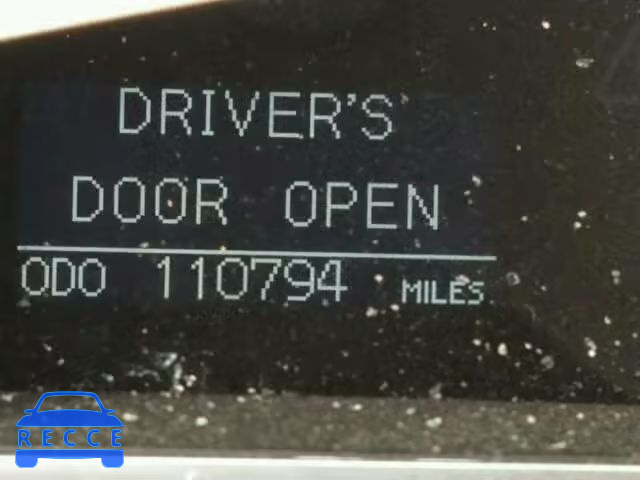 DRIVER'S
DOOR OPEN
ODO 110794 MILES
RECCE